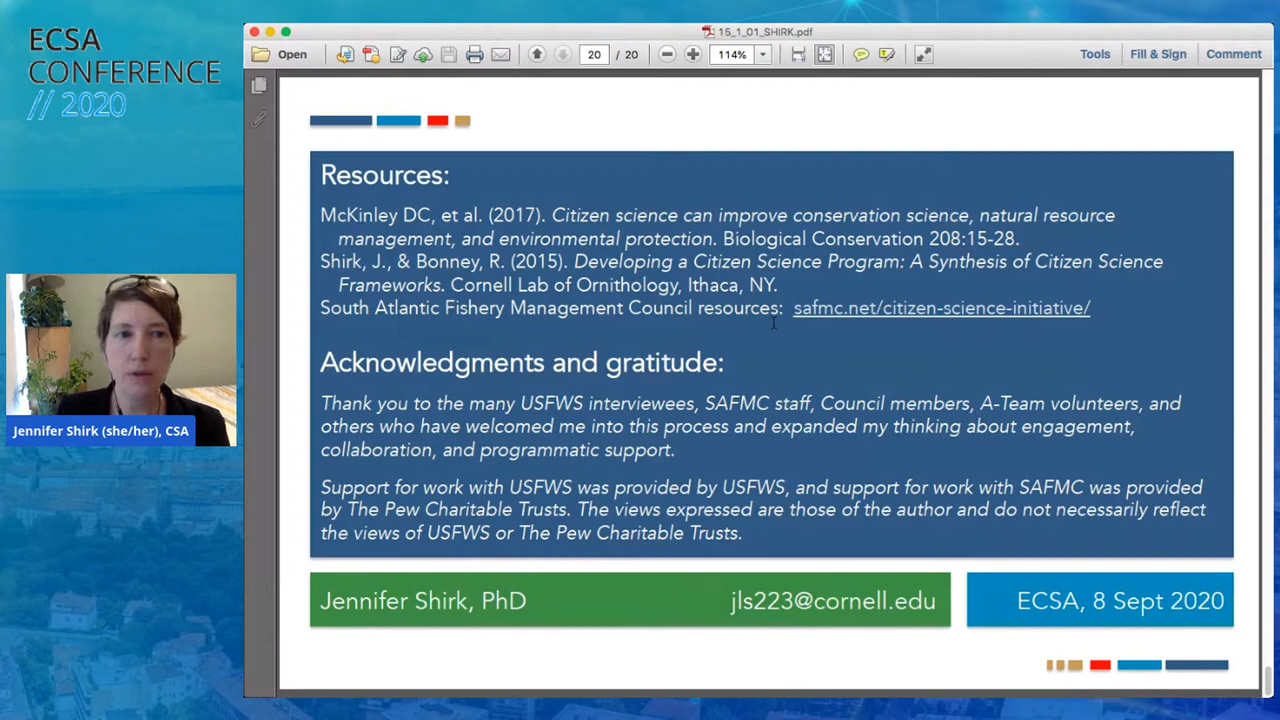 ECSA
CONFERENCE
// 2020
15_1_01_SHIRK.pdf
Open
20 / 20
114%
Tools
Fill & Sign
Comment
Resources:
McKinley DC, et al. (2017). Citizen science can improve conservation science, natural resource
management, and environmental protection. Biological Conservation 208:15-28.
Shirk, J., & Bonney, R. (2015). Developing a Citizen Science Program: A Synthesis of Citizen Science
Frameworks. Cornell Lab of Ornithology, Ithaca, NY.
South Atlantic Fishery Management Council resources: safmc.net/citizen-science-initiative/
Acknowledgments and gratitude:
Thank you to the many USFWS interviewees, SAFMC staff, Council members, A-Team volunteers, and
others who have welcomed me into this process and expanded my thinking about engagement,
collaboration, and programmatic support.
Support for work with USFWS was provided by USFWS, and support for work with SAFMC was provided
by The Pew Charitable Trusts. The views expressed are those of the author and do not necessarily reflect
the views of USFWS or The Pew Charitable Trusts.
Jennifer Shirk, PhD
jls223@cornell.edu
ECSA, 8 Sept 2020
Jennifer Shirk (she/her), CSA